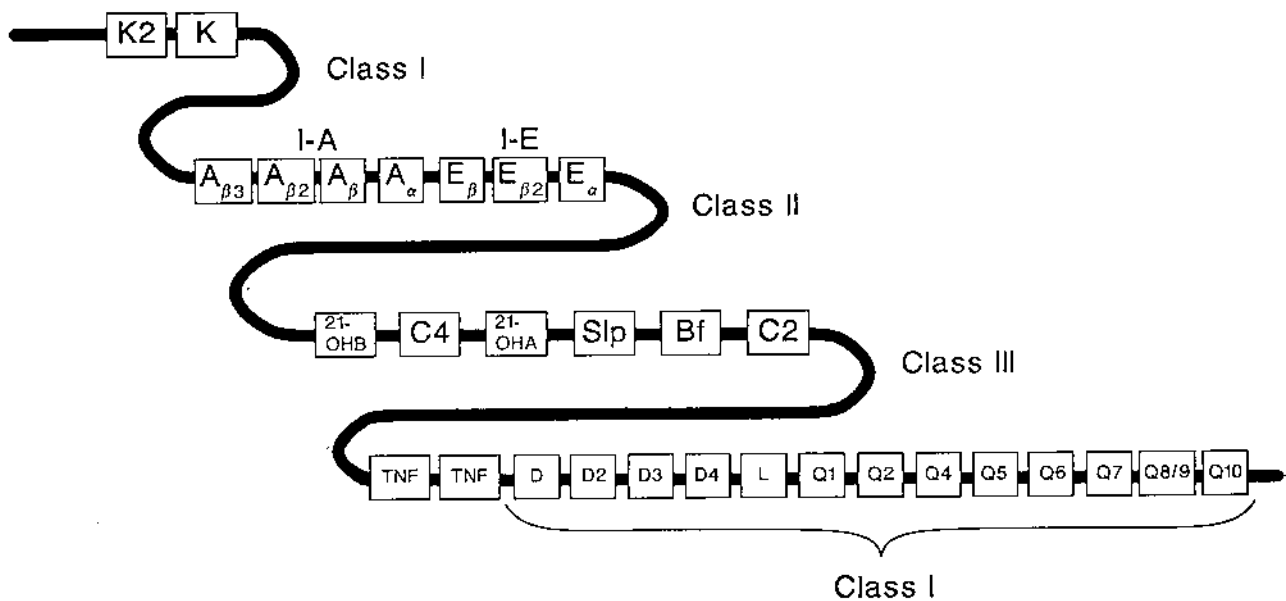 K2 K
Class I
I-A I-E
Aβ3 Aβ2 Aβ Aα Eβ Eβ2 Eα
Class II
21-OHB C4 21-OHA Slp Bf C2
Class III
TNF TNF D D2 D3 D4 L Q1 Q2 Q4 Q5 Q6 Q7 Q8/9 Q10
Class I